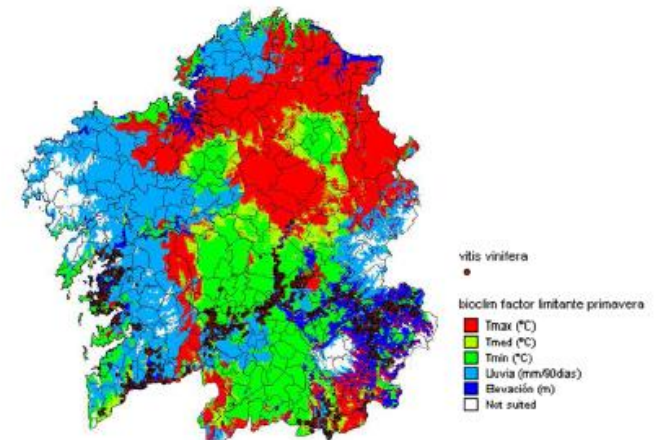 vitis vinifera
bioclim factor limitante primavera
Tmax (ºC)
Tmed (ºC)
Tmin (ºC)
Lluvia (mm/90dias)
Elevación (m)
Not suited